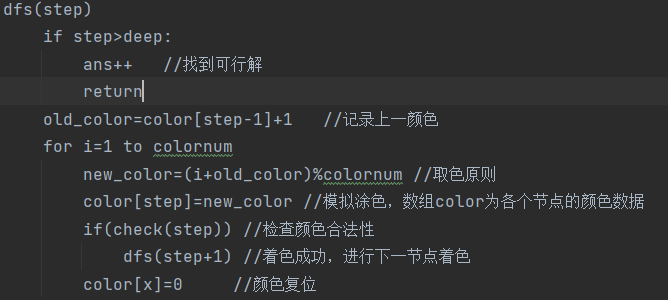 dfs(step)
if step>deep:
ans++ //找到可行解
return
old_color=color[step-1]+1 //记录上一颜色
for i=1 to colornum
new_color=(i+old_color)%colornum //取色原则
color[step]=new_color //模拟涂色，数组color为各个节点的颜色数据
if(check(step)) //检查颜色合法性
dfs(step+1) //着色成功，进行下一节点着色
color[x]=0 //颜色复位